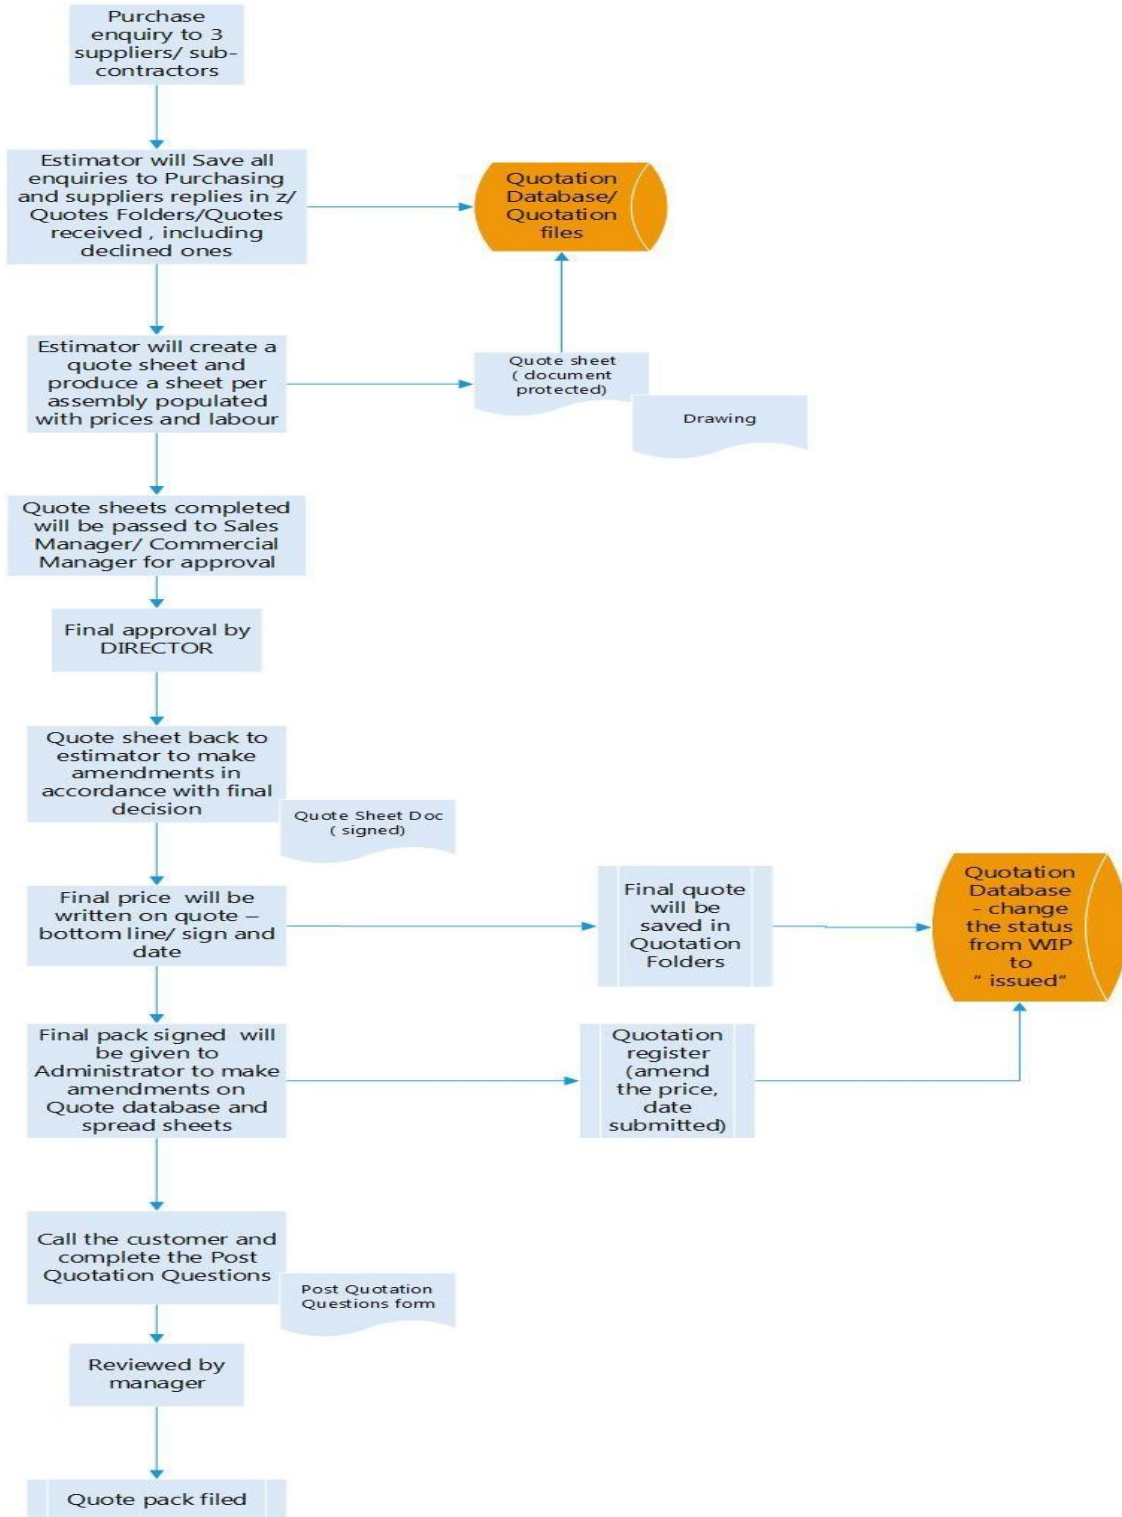 Purchase
enquiry to 3
suppliers/ sub-
contractors
Estimator will Save all
enquiries to Purchasing
and suppliers replies in z/
Quotes Folders/Quotes
received , including
declined ones
Quotation
Database/
Quotation
files
Estimator will create a
quote sheet and
produce a sheet per
assembly populated
with prices and labour
Quote sheet
( document
protected)
Drawing
Quote sheets completed
will be passed to Sales
Manager/ Commercial
Manager for approval
Final approval by
DIRECTOR
Quote sheet back to
estimator to make
amendments in
accordance with final
decision
Quote Sheet Doc
( signed)
Final price  will be
written on quote –
bottom line/ sign and
date
Final quote
will be
saved in
Quotation
Folders
Quotation
Database
- change
the status
from WIP
to
“ issued”
Final pack signed  will
be given to
Administrator to make
amendments on
Quote database and
spread sheets
Quotation
register
(amend
the price,
date
submitted)
Call the customer and
complete the Post
Quotation Questions
Post Quotation
Questions form
Reviewed by
manager
Quote pack filed